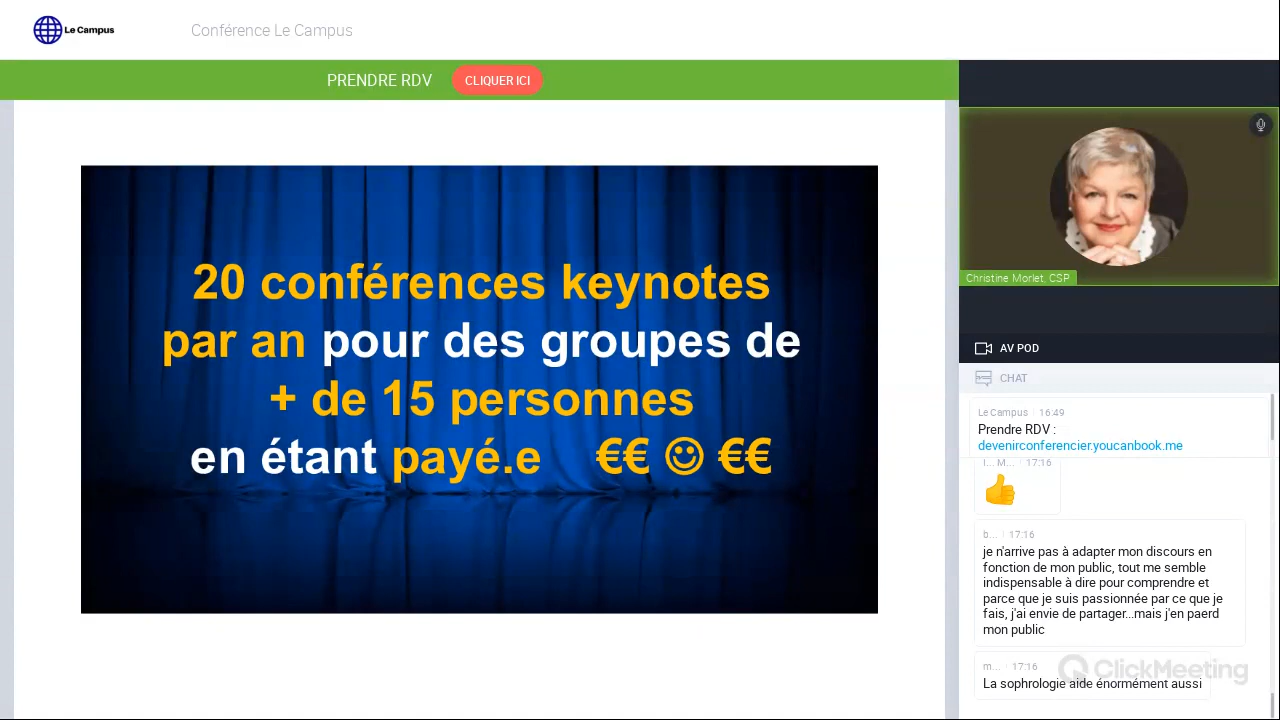 Le Campus
Conférence Le Campus
PRENDRE RDV
CLIQUER ICI
20 conférences keynotes
par an pour des groupes de
+ de 15 personnes
en étant payé.e €€ ☺ €€
Christine Morlet, CSP
AV POD
CHAT
Le Campus 16:49
Prendre RDV :
devenirconferencier.youcanbook.me
l... M... 17:16
👍
b... 17:16
je n'arrive pas à adapter mon discours en
fonction de mon public, tout me semble
indispensable à dire pour comprendre et
parce que je suis passionnée par ce que je
fais, j'ai envie de partager...mais j'en paerd
mon public
m... 17:16
La sophrologie aide énormément aussi
ClickMeeting